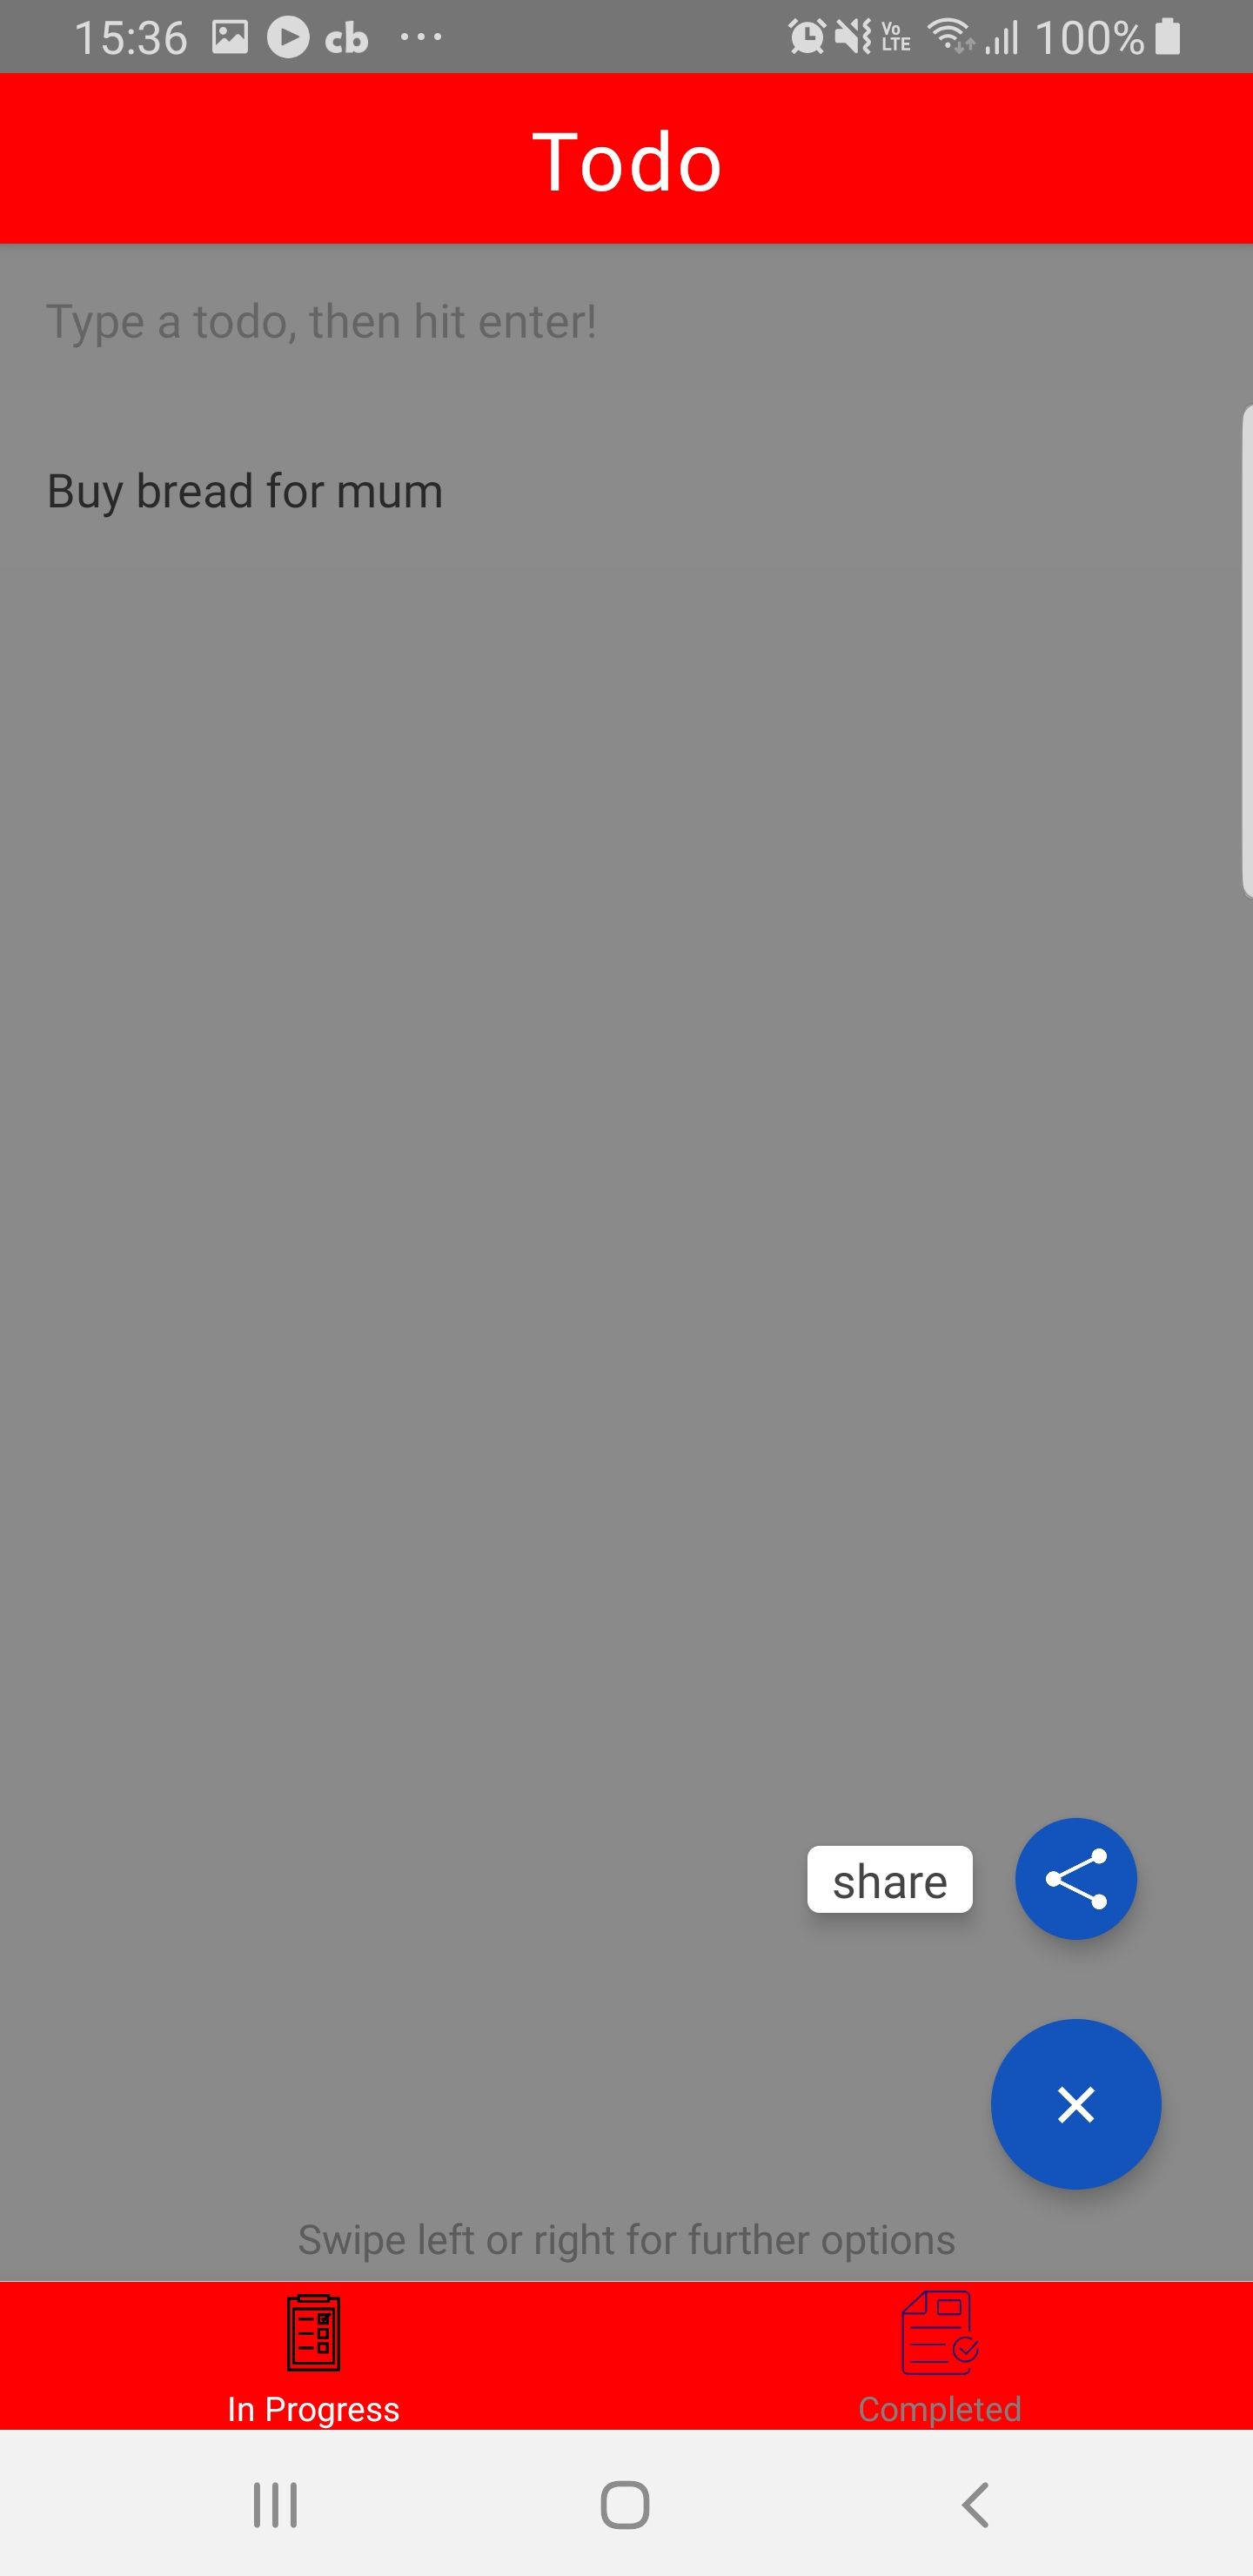 15:36 cb ... Vo LTE 100%
Todo
Type a todo, then hit enter!
Buy bread for mum
share
Swipe left or right for further options
In Progress
Completed